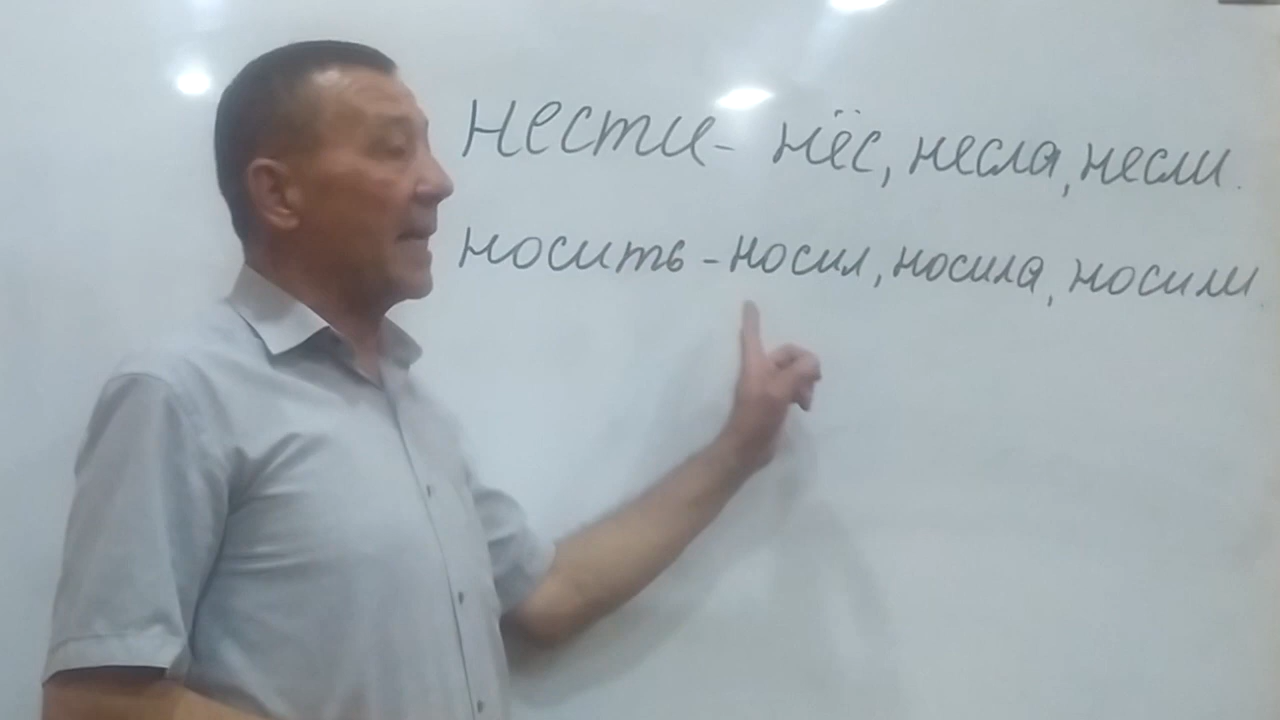 нести - нёс, несла, несли.
носить - носил, носила, носили.